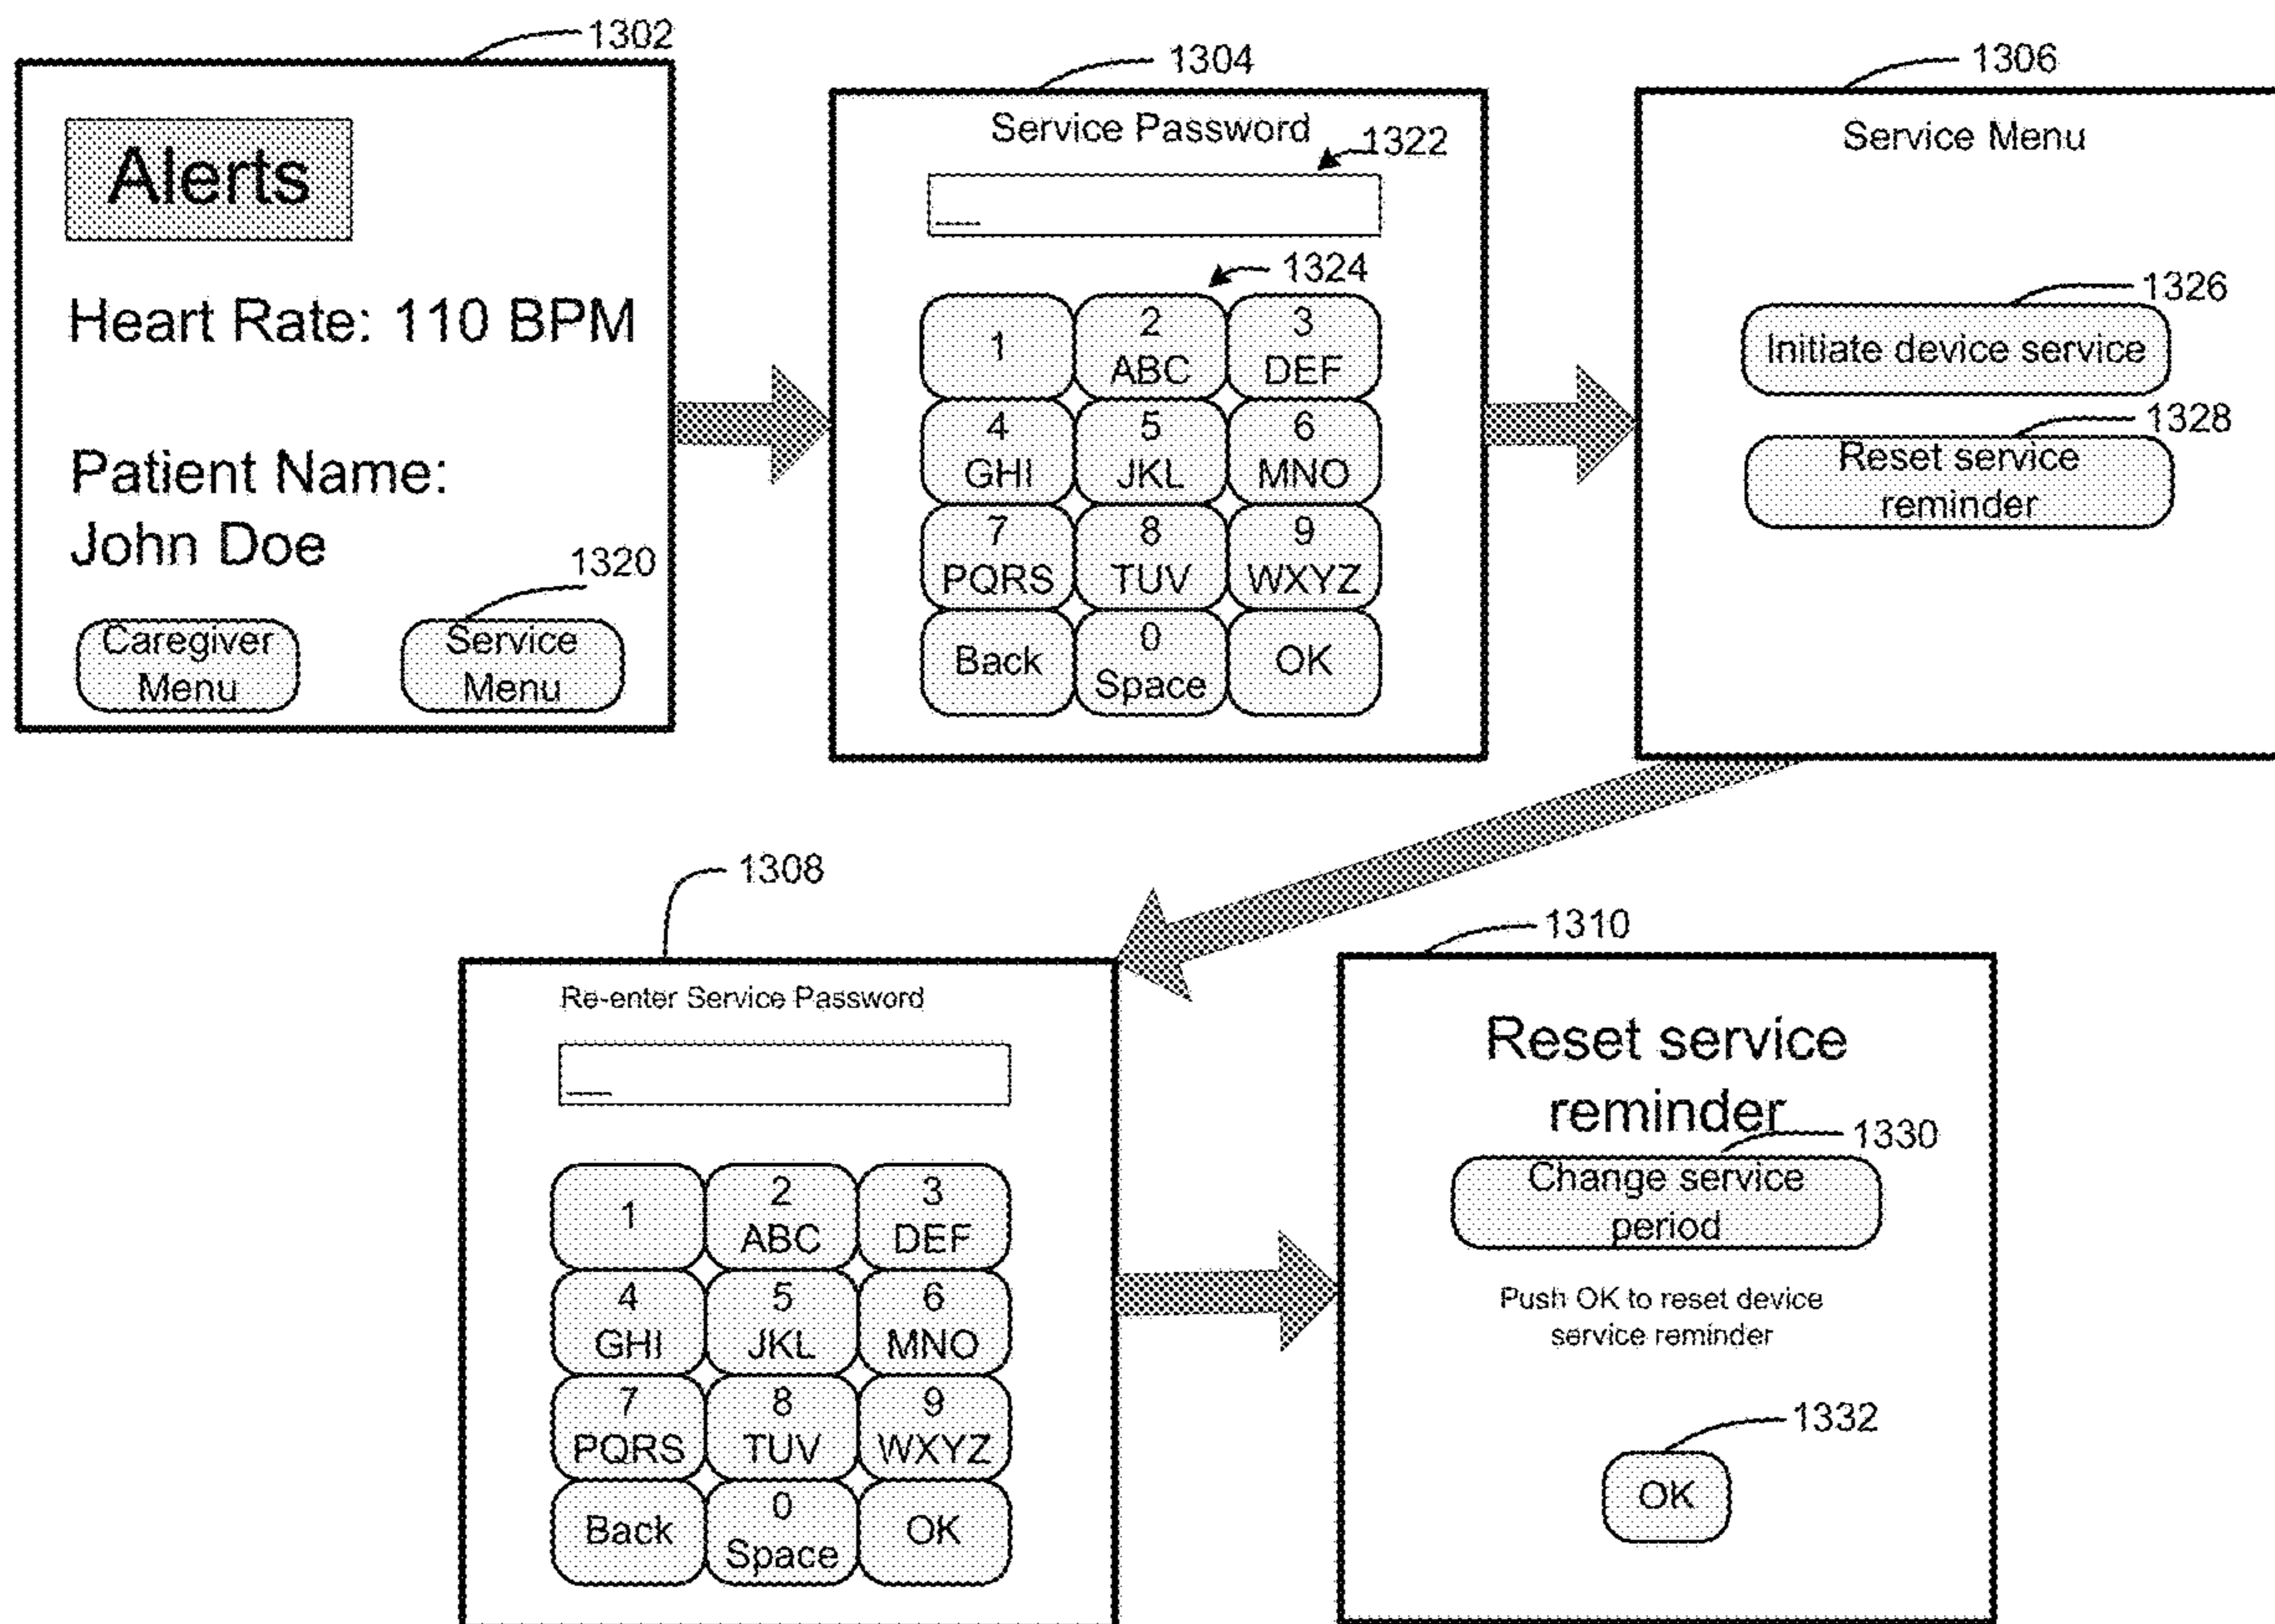 1302
Alerts
Heart Rate: 110 BPM
Patient Name:
John Doe
1320
Caregiver
Menu
Service
Menu
1304
Service Password
1322
1324
1
2
ABC
3
DEF
4
GHI
5
JKL
6
MNO
7
PQRS
8
TUV
9
WXYZ
Back
0
Space
OK
1306
Service Menu
1326
Initiate device service
1328
Reset service
reminder
1308
Re-enter Service Password
1
2
ABC
3
DEF
4
GHI
5
JKL
6
MNO
7
PQRS
8
TUV
9
WXYZ
Back
0
Space
OK
1310
Reset service
reminder
1330
Change service
period
Push OK to reset device
service reminder
1332
OK